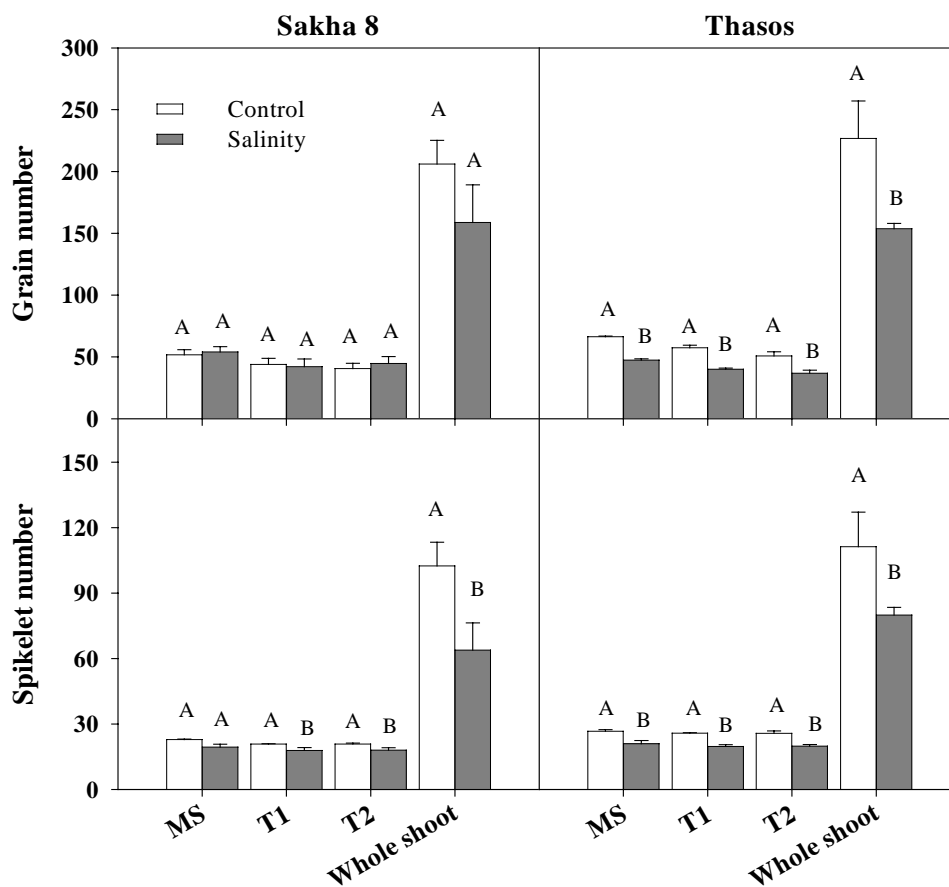 Sakha 8 Thasos
300
250
200
150
100
50
0
Grain number
Control
Salinity
A A A A A A A A
A B A B A B A B
150
120
90
60
30
0
Spikelet number
A A A B A B A B
A B A B A B A B
MS T1 T2 Whole shoot MS T1 T2 Whole shoot